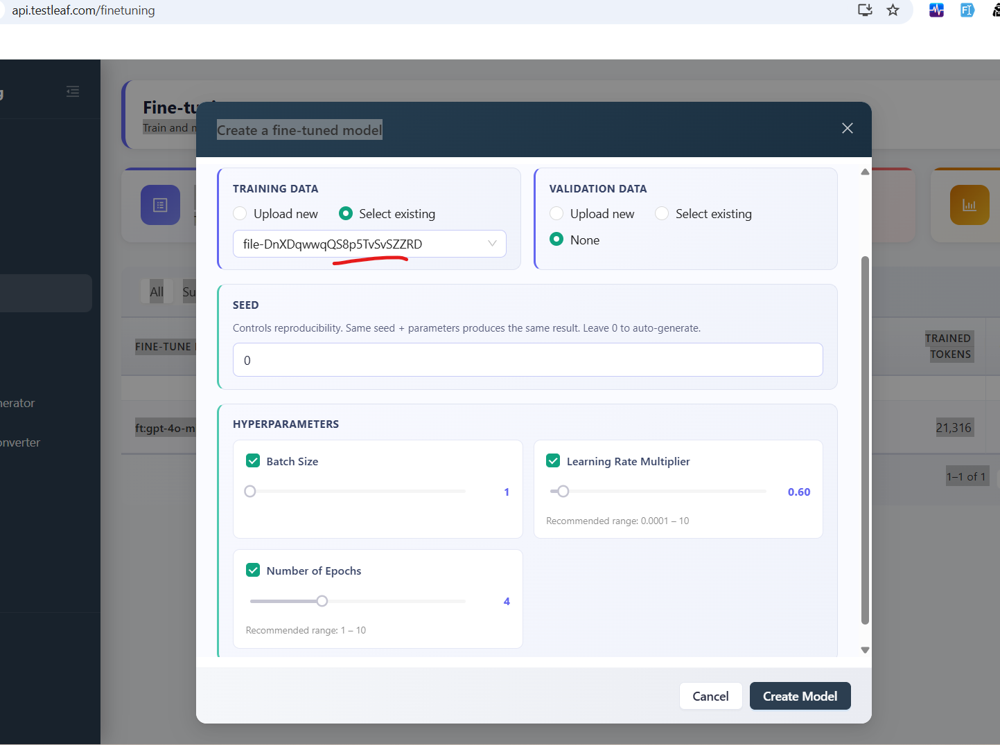 api.testleaf.com/finetuning
g
Fine-tuni
Train and m
Create a fine-tuned model
TRAINING DATA
Upload new
Select existing
file-DnXDqwwqQS8p5TvSvSZZRD
VALIDATION DATA
Upload new
Select existing
None
All
Su
SEED
Controls reproducibility. Same seed + parameters produces the same result. Leave 0 to auto-generate.
0
FINE-TUNE
TRAINED
TOKENS
nerator
onverter
ft:gpt-4o-m
21,316
1–1 of 1
HYPERPARAMETERS
Batch Size
1
Learning Rate Multiplier
0.60
Recommended range: 0.0001 – 10
Number of Epochs
4
Recommended range: 1 – 10
Cancel
Create Model